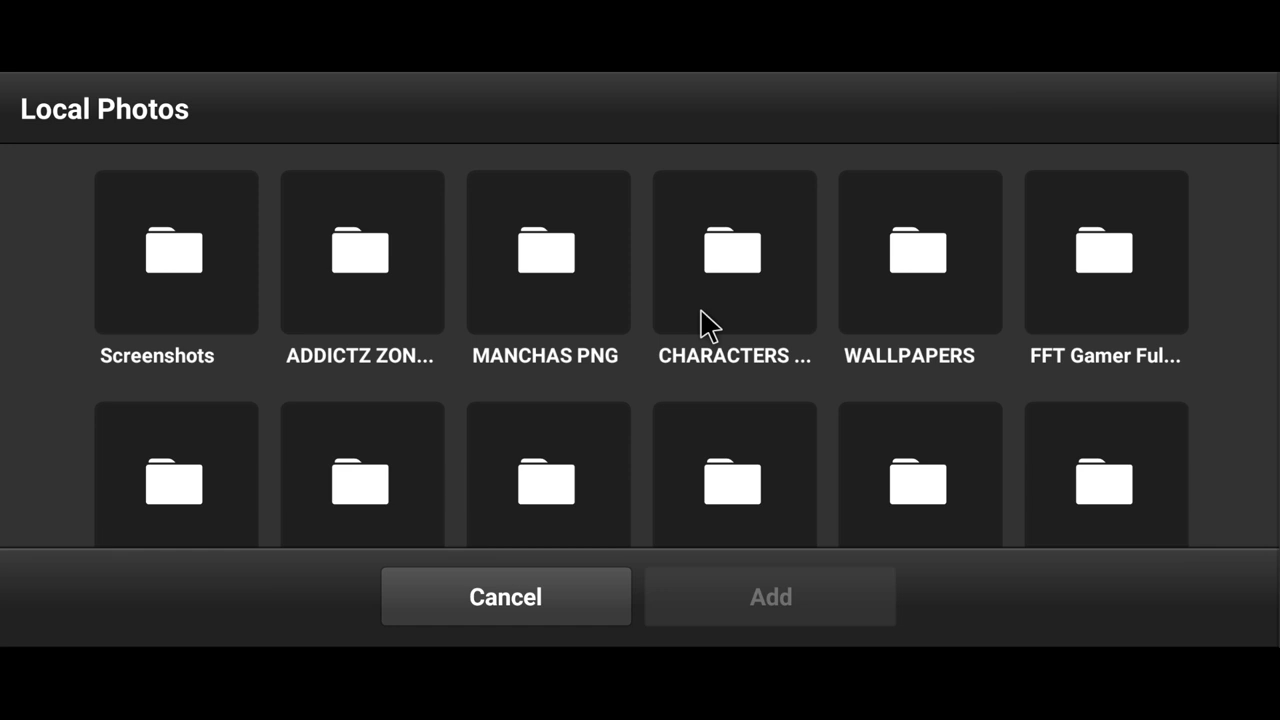 Local Photos
Screenshots
ADDICTZ ZON...
MANCHAS PNG
CHARACTERS ...
WALLPAPERS
FFT Gamer Ful...
Cancel
Add